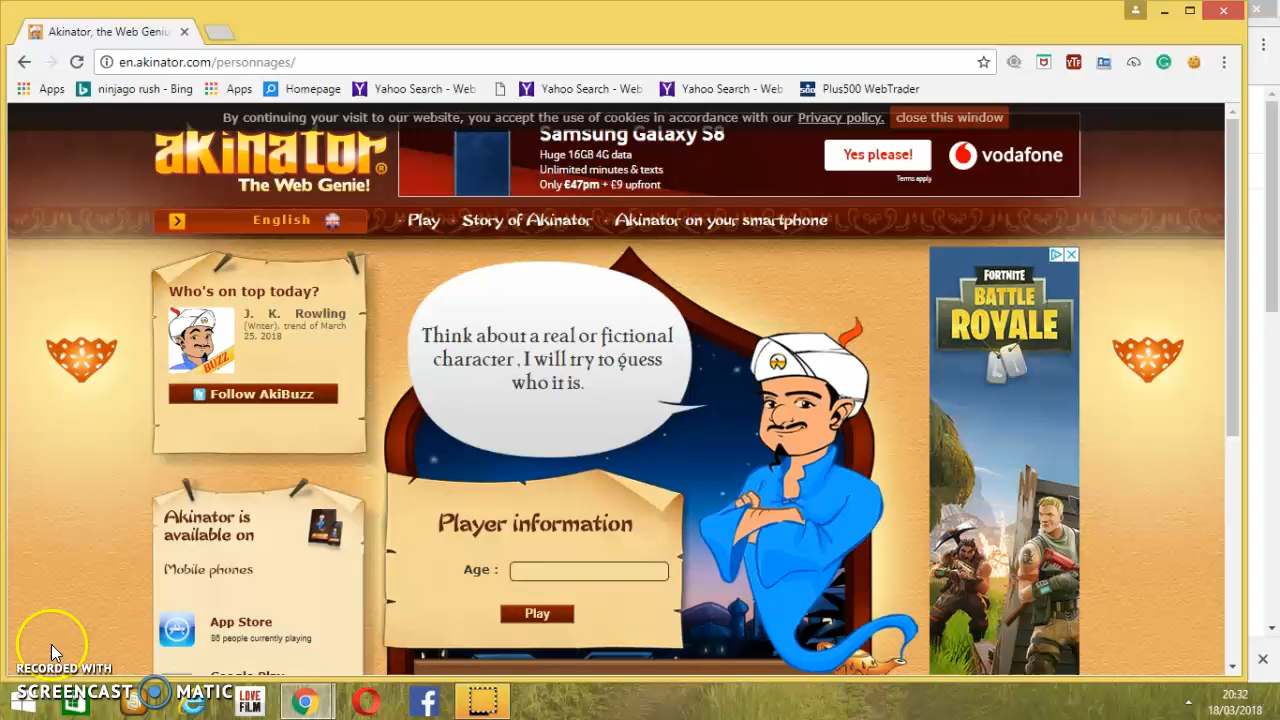 Akinator, the Web Geniu
en.akinator.com/personnages/
Apps
ninjago rush - Bing
Apps
Homepage
Yahoo Search - Web
Yahoo Search - Web
Yahoo Search - Web
Plus500 WebTrader
By continuing your visit to our website, you accept the use of cookies in accordance with our Privacy policy. close this window
akinator®
The Web Genie!
Samsung Galaxy S8
Huge 16GB 4G data
Unlimited minutes & texts
Only £47pm + £9 upfront
Yes please!
Terms apply
vodafone
English
Play
Story of Akinator
Akinator on your smartphone
Who's on top today?
J. K. Rowling
(Writer), trend of March
25, 2018
BUZZ
Follow AkiBuzz
Think about a real or fictional
character , I will try to guess
who it is.
FORTNITE
BATTLE
ROYALE
Player information
Age :
Play
Akinator is
available on
Mobile phones
App Store
86 people currently playing
RECORDED WITH
SCREENCAST MATIC
LOVE
FILM
20:32
18/03/2018